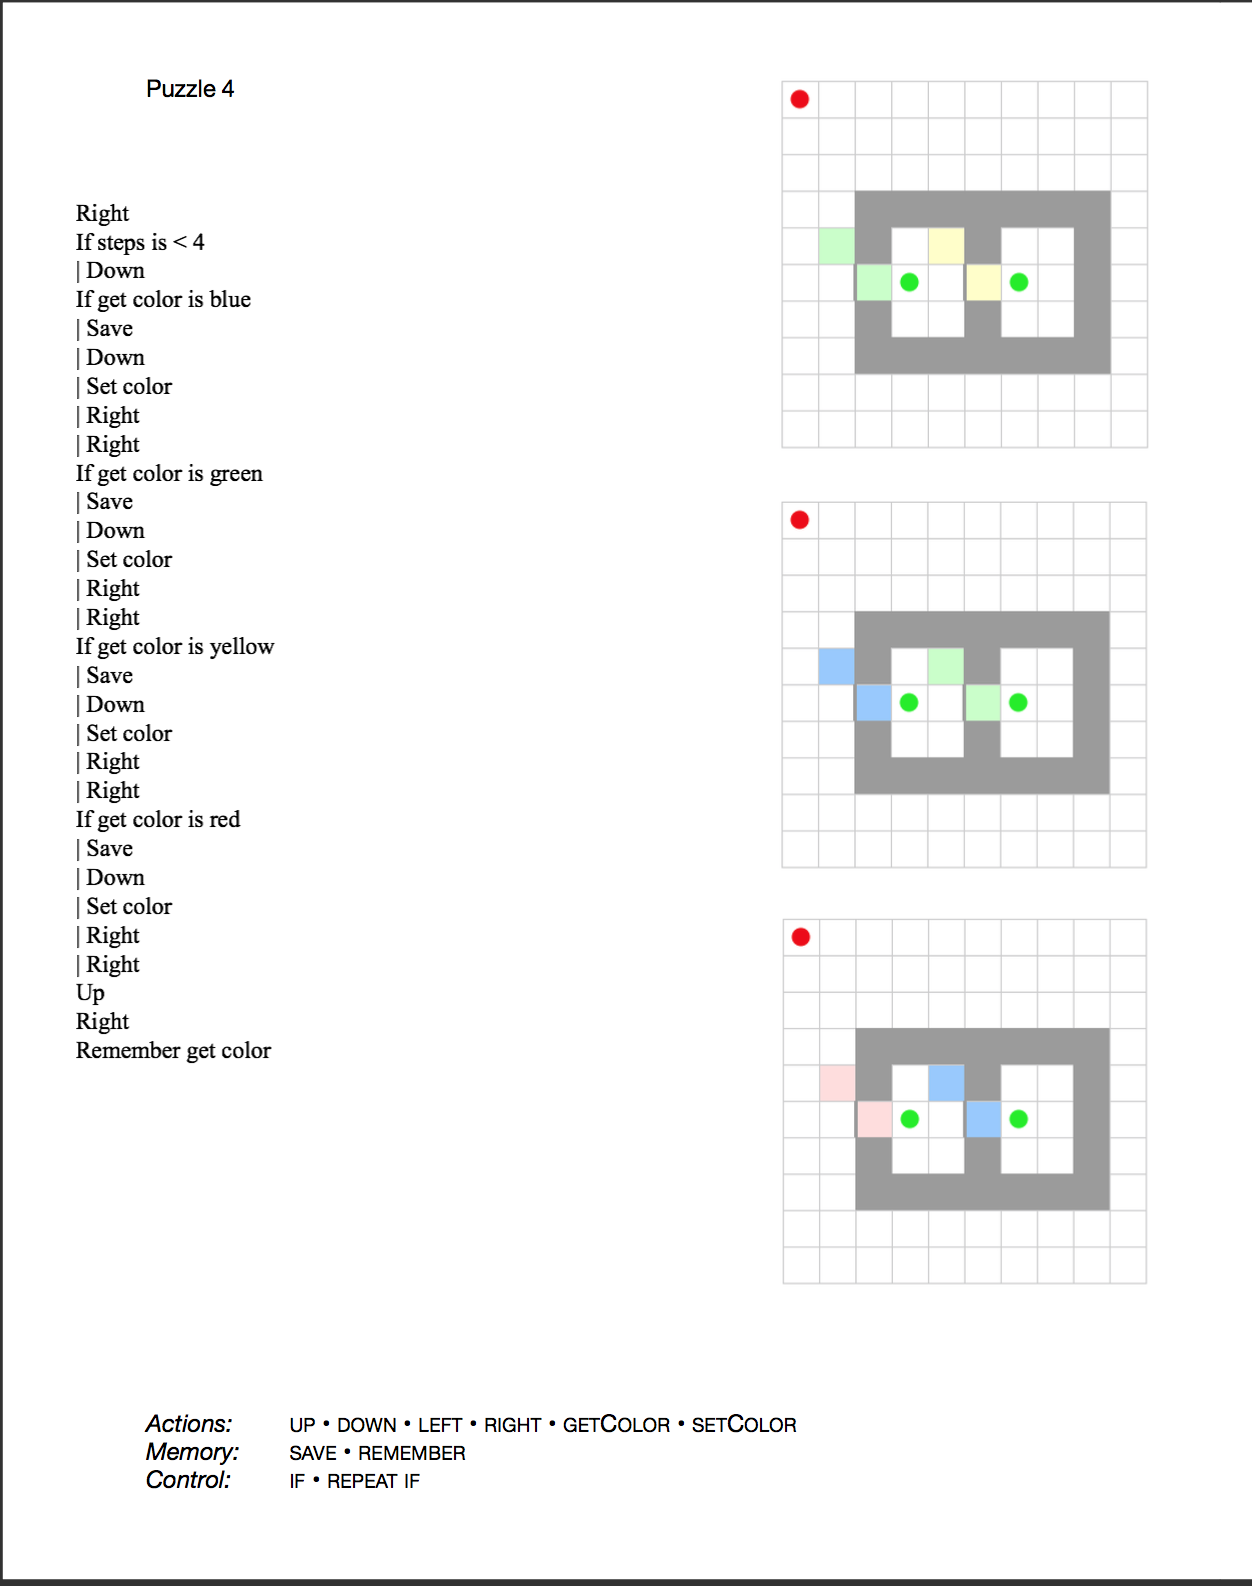 Puzzle 4
Right
If steps is < 4
| Down
If get color is blue
| Save
| Down
| Set color
| Right
| Right
If get color is green
| Save
| Down
| Set color
| Right
| Right
If get color is yellow
| Save
| Down
| Set color
| Right
| Right
If get color is red
| Save
| Down
| Set color
| Right
| Right
Up
Right
Remember get color
Actions: UP • DOWN • LEFT • RIGHT • GETCOLOR • SETCOLOR
Memory: SAVE • REMEMBER
Control: IF • REPEAT IF